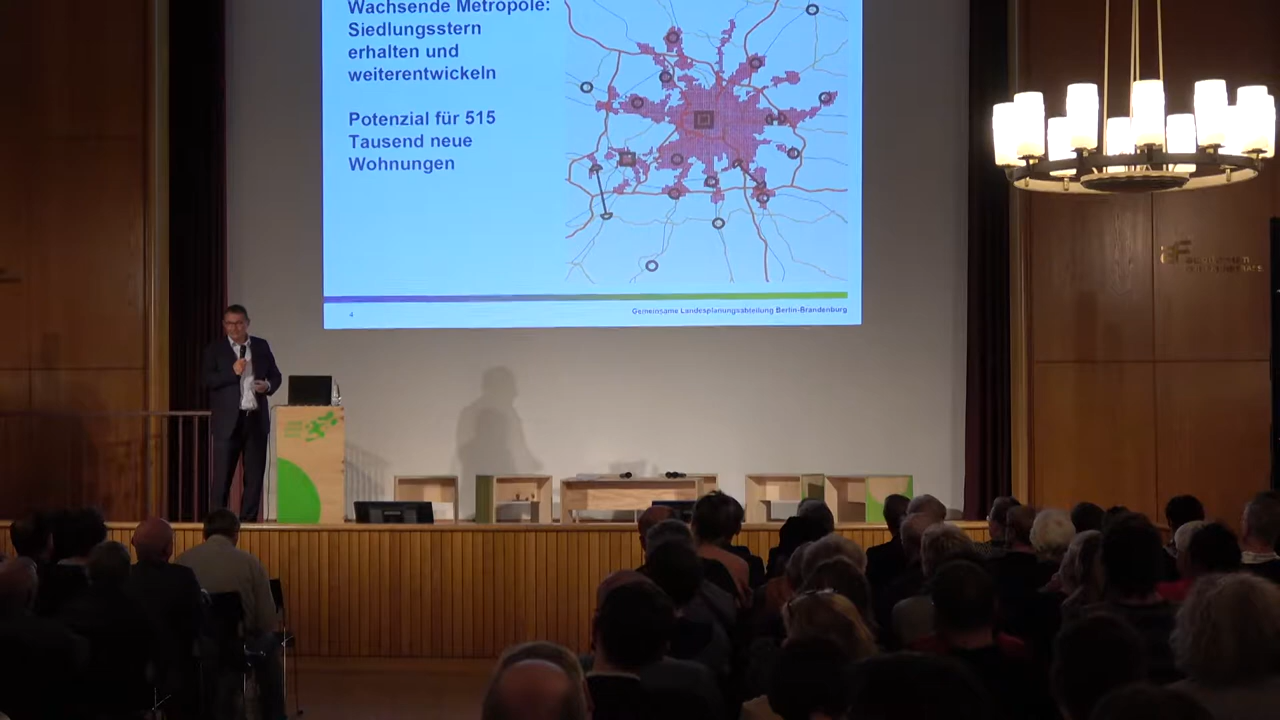 Wachsende Metropole:
Siedlungsstern
erhalten und
weiterentwickeln
Potenzial für 515
Tausend neue
Wohnungen
4
Gemeinsame Landesplanungsabteilung Berlin-Brandenburg